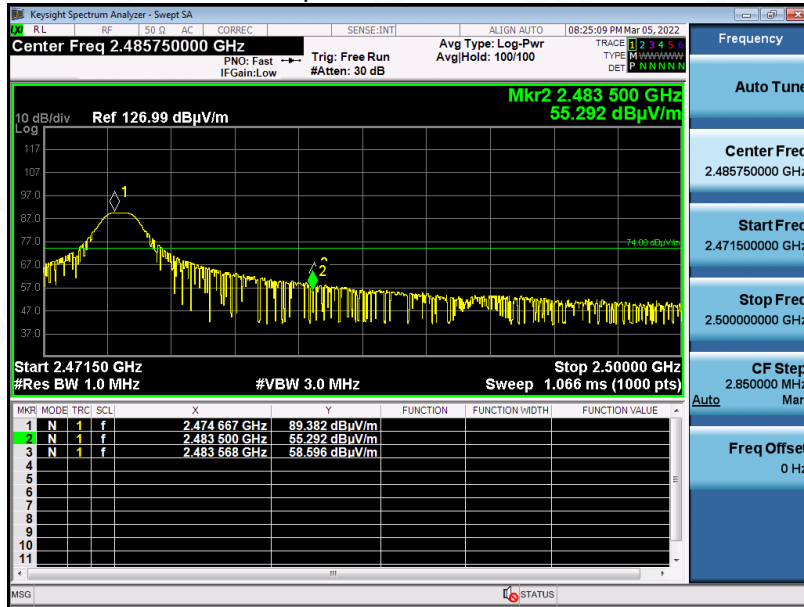 Keysight Spectrum Analyzer - Swept SA
RL RF 50 Ω AC CORREC SENSE:INT ALIGN AUTO 08:25:09 PM Mar 05, 2022
Center Freq 2.485750000 GHz
PNO: Fast Trig: Free Run Avg Type: Log-Pwr TRACE 1 2 3 4 5 6
IFGain:Low #Atten: 30 dB Avg|Hold: 100/100 TYPE M WWWWW
DET P N N N N N
Mkr2 2.483 500 GHz
10 dB/div Ref 126.99 dBµV/m 55.292 dBµV/m
Log
117
107
97.0
1
87.0
77.0
74.00 dBµV/m
67.0
2
57.0
47.0
37.0
Start 2.47150 GHz Stop 2.50000 GHz
#Res BW 1.0 MHz #VBW 3.0 MHz Sweep 1.066 ms (1000 pts)
MKR MODE TRC SCL X Y FUNCTION FUNCTION WIDTH FUNCTION VALUE
1 N 1 f 2.474 667 GHz 89.382 dBµV/m
2 N 1 f 2.483 500 GHz 55.292 dBµV/m
3 N 1 f 2.483 568 GHz 58.596 dBµV/m
4
5
6
7
8
9
10
11
MSG STATUS
Frequency
Auto Tune
Center Freq
2.485750000 GHz
Start Freq
2.471500000 GHz
Stop Freq
2.500000000 GHz
CF Step
2.850000 MHz
Auto Man
Freq Offset
0 Hz